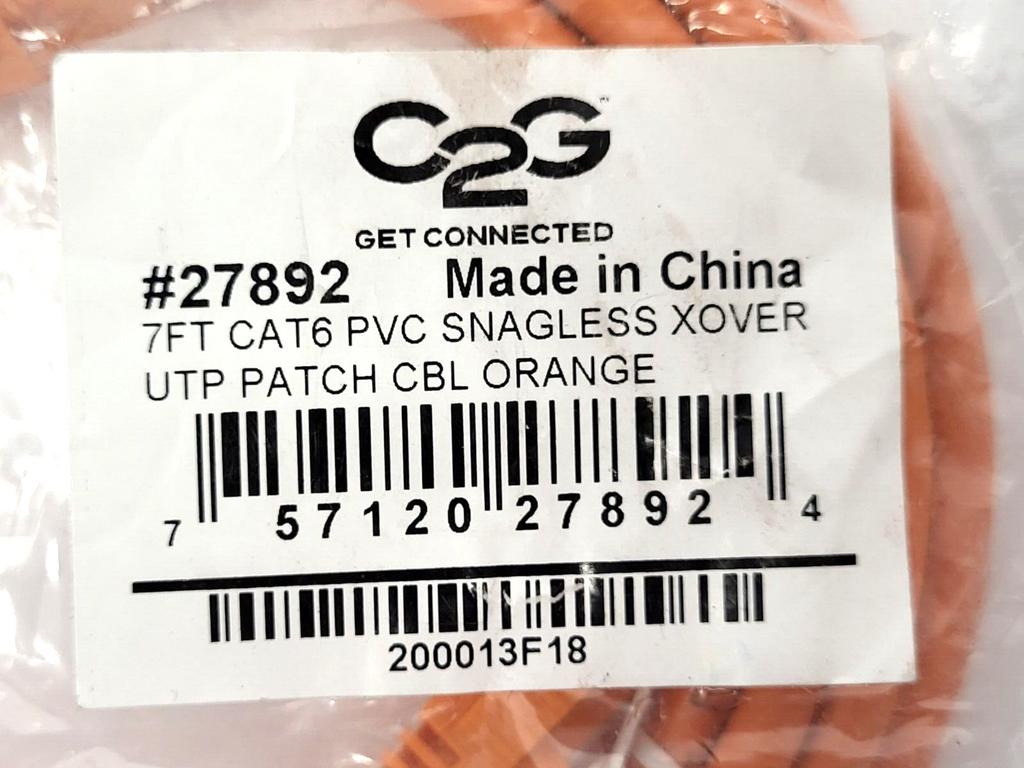 C2G™
GET CONNECTED
#27892 Made in China
7FT CAT6 PVC SNAGLESS XOVER
UTP PATCH CBL ORANGE
7 57120 27892 4
200013F18